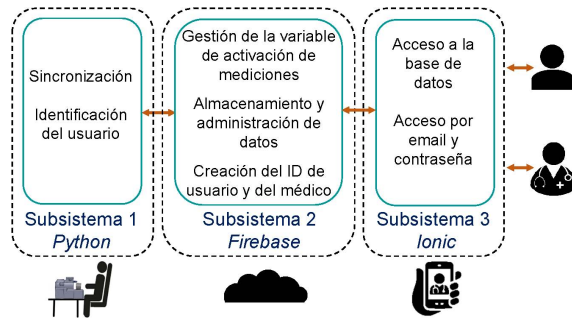 Sincronización
Identificación
del usuario
Subsistema 1
Python
Gestión de la variable
de activación de
mediciones
Almacenamiento y
administración de
datos
Creación del ID de
usuario y del médico
Subsistema 2
Firebase
Acceso a la
base de
datos
Acceso por
email y
contraseña
Subsistema 3
Ionic